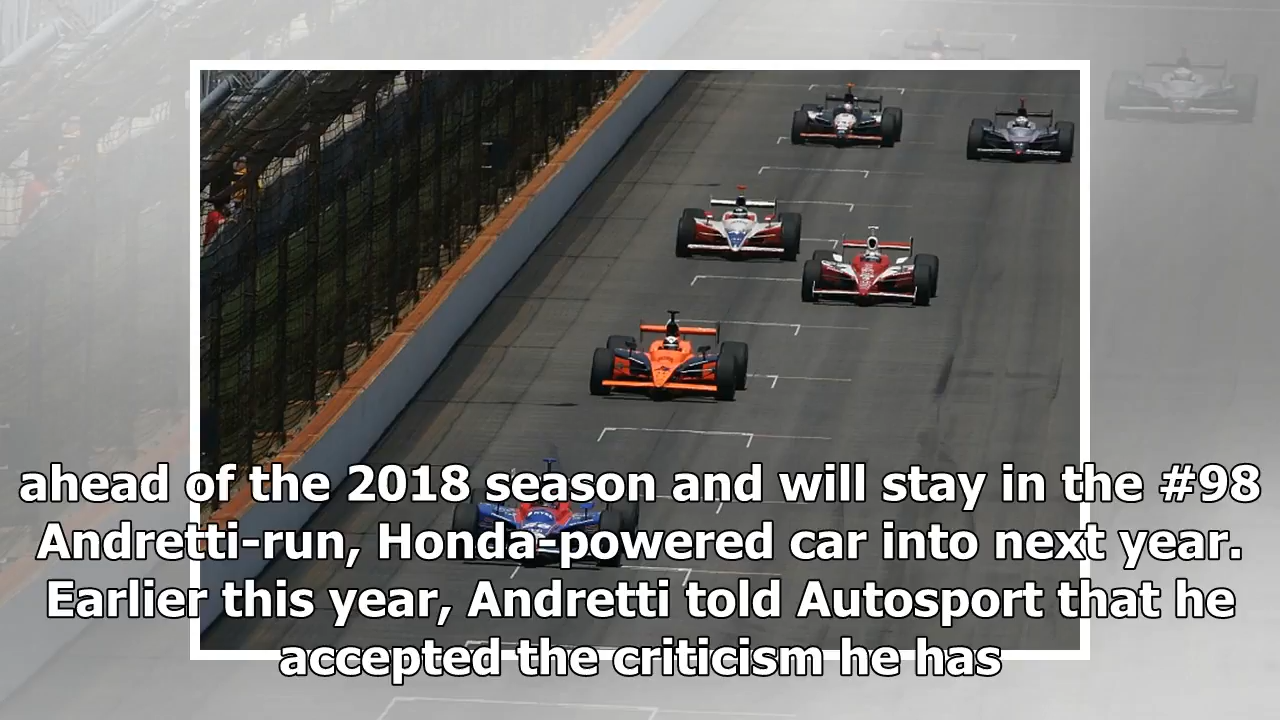 ahead of the 2018 season and will stay in the #98
Andretti-run, Honda-powered car into next year.
Earlier this year, Andretti told Autosport that he
accepted the criticism he has